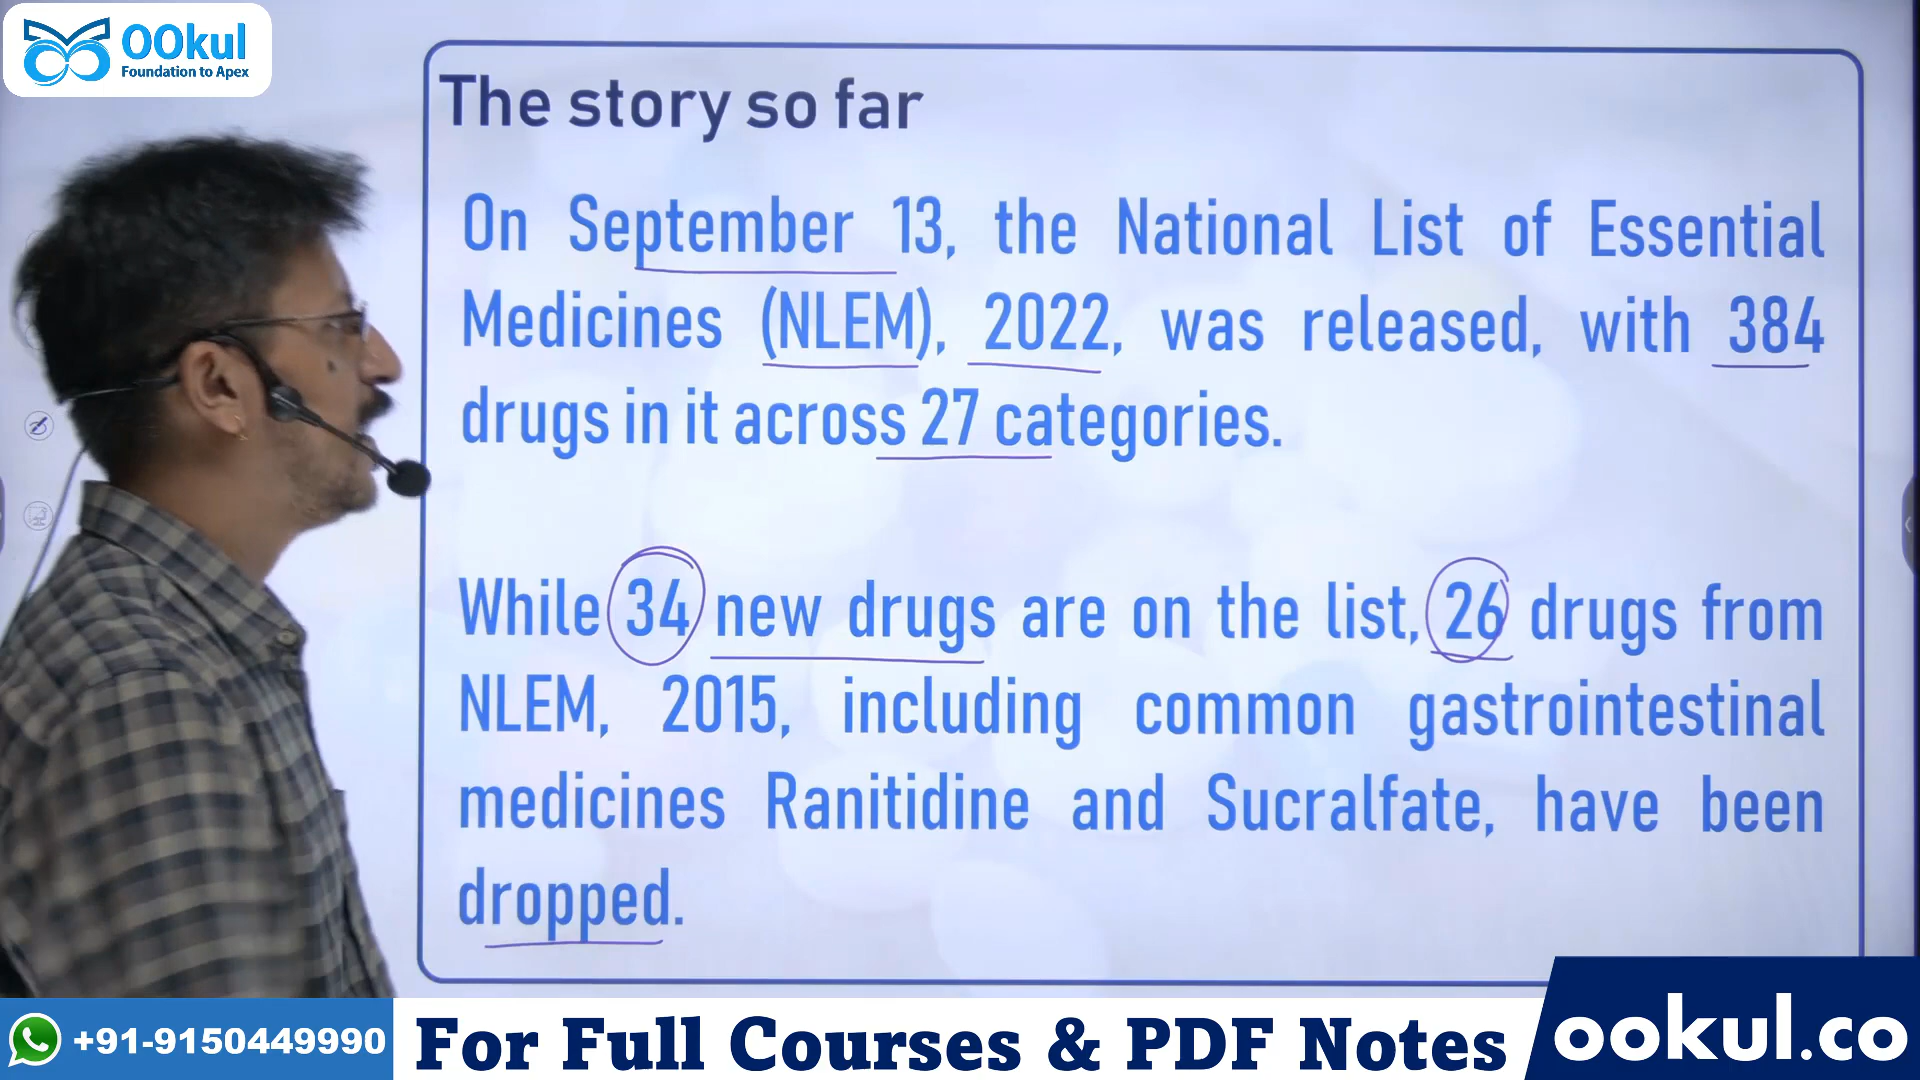 OOkul
Foundation to Apex
The story so far
On September 13, the National List of Essential
Medicines (NLEM), 2022, was released, with 384
drugs in it across 27 categories.
While 34 new drugs are on the list, 26 drugs from
NLEM, 2015, including common gastrointestinal
medicines Ranitidine and Sucralfate, have been
dropped.
+91-9150449990
For Full Courses & PDF Notes
ookul.co